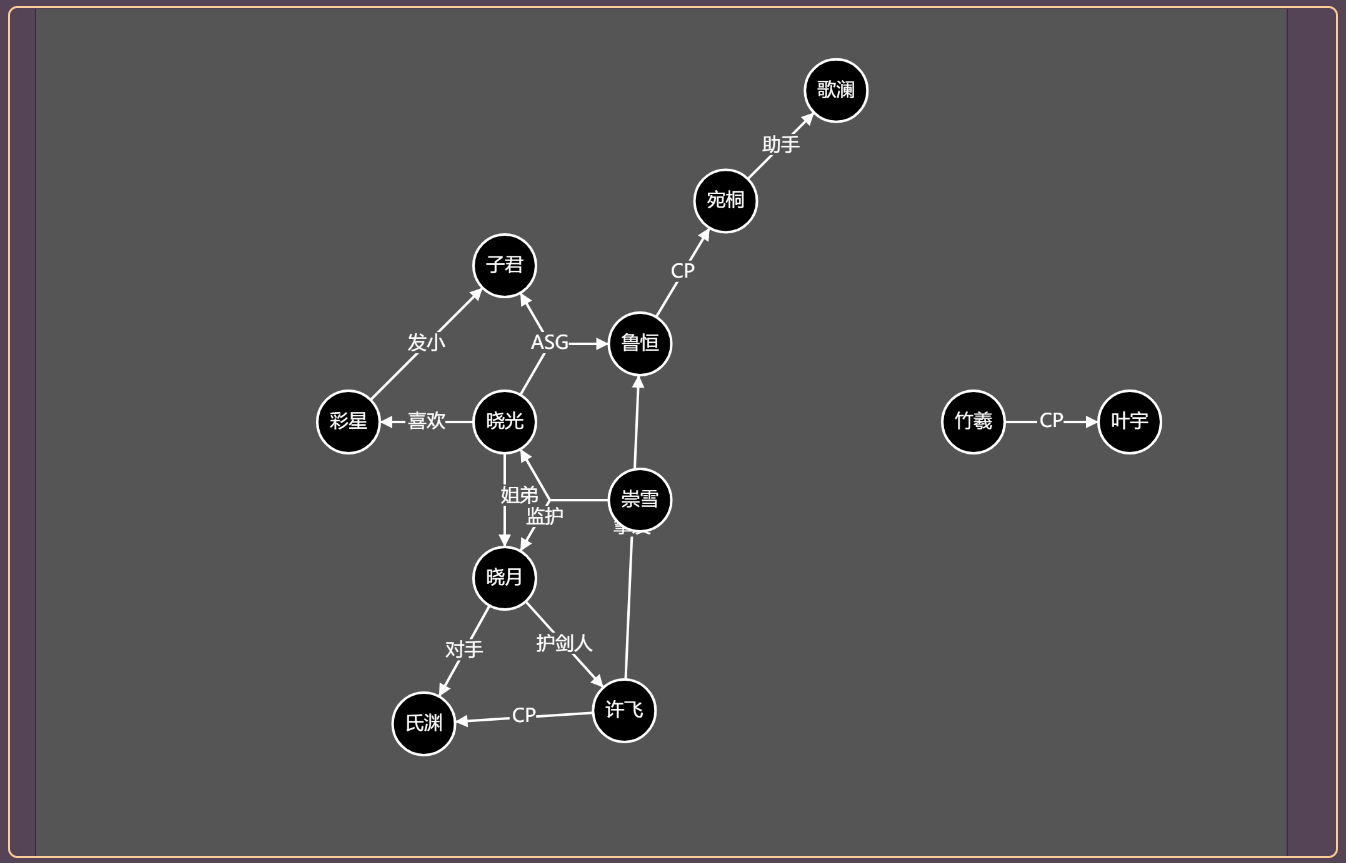 歌澜
助手
宛桐
子君
CP
发小
ASG
鲁恒
彩星
喜欢
晓光
竹羲
CP
叶宇
姐弟
崇雪
监护
晓月
对手
护剑人
氏渊
CP
许飞